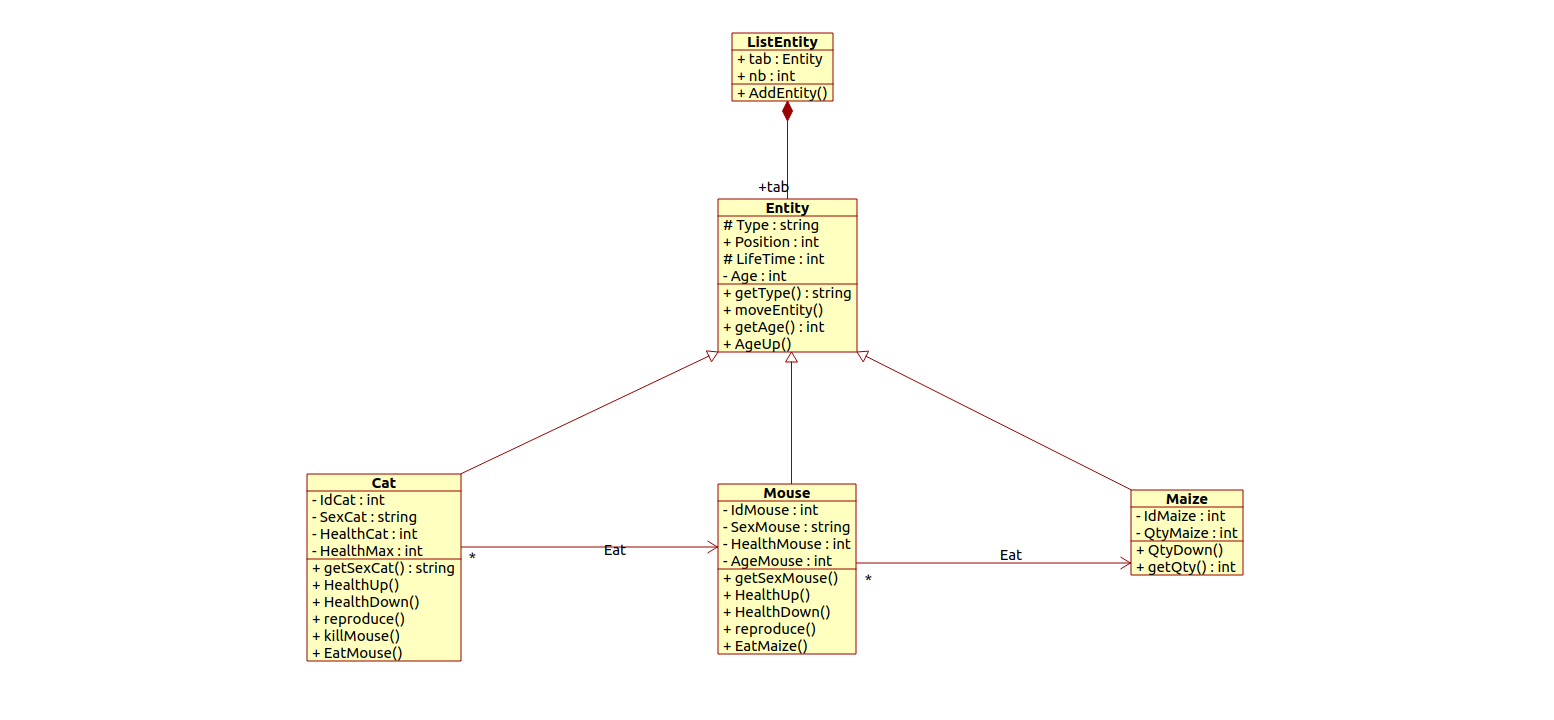 ListEntity
+ tab : Entity
+ nb : int
+ AddEntity()
+tab
Entity
# Type : string
+ Position : int
# LifeTime : int
- Age : int
+ getType() : string
+ moveEntity()
+ getAge() : int
+ AgeUp()
Cat
- IdCat : int
- SexCat : string
- HealthCat : int
- HealthMax : int
+ getSexCat() : string
+ HealthUp()
+ HealthDown()
+ reproduce()
+ killMouse()
+ EatMouse()
*
Eat
Mouse
- IdMouse : int
- SexMouse : string
- HealthMouse : int
- AgeMouse : int
+ getSexMouse()
+ HealthUp()
+ HealthDown()
+ reproduce()
+ EatMaize()
*
Eat
Maize
- IdMaize : int
- QtyMaize : int
+ QtyDown()
+ getQty() : int